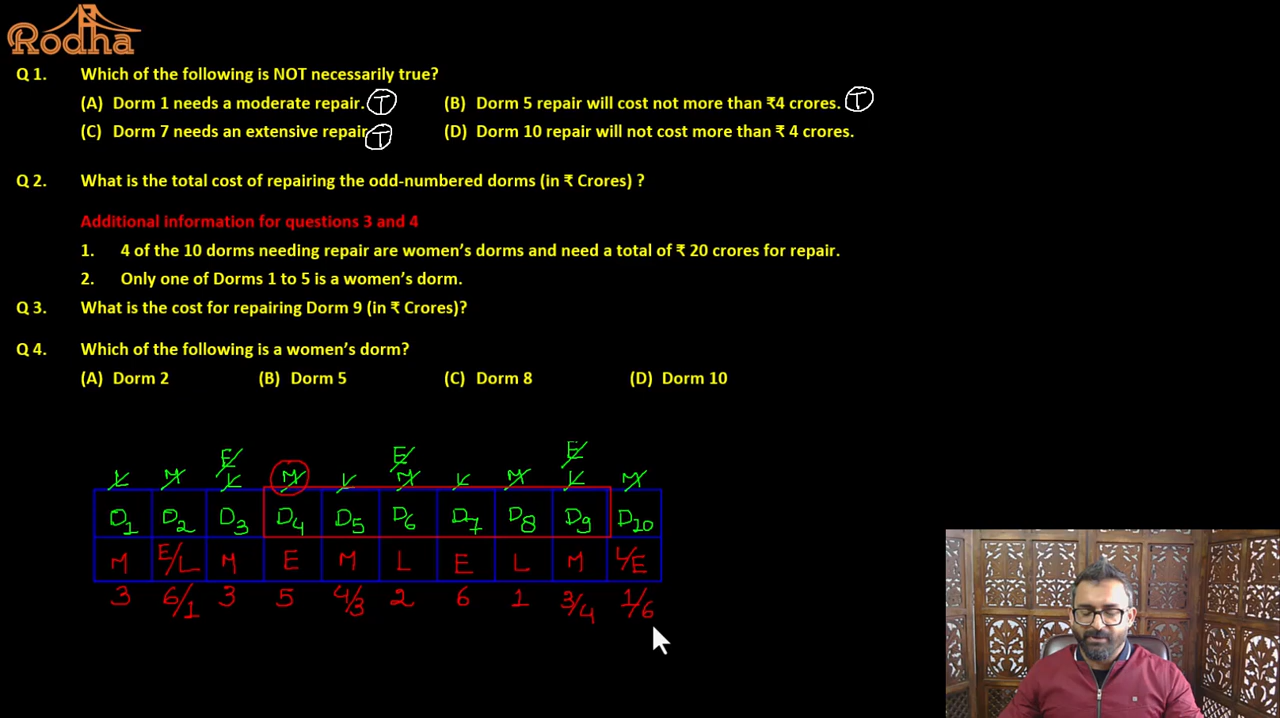 Rodha
Q 1. Which of the following is NOT necessarily true?
(A) Dorm 1 needs a moderate repair. T (B) Dorm 5 repair will cost not more than ₹4 crores. T
(C) Dorm 7 needs an extensive repair T (D) Dorm 10 repair will not cost more than ₹ 4 crores.
Q 2. What is the total cost of repairing the odd-numbered dorms (in ₹ Crores) ?
Additional information for questions 3 and 4
1. 4 of the 10 dorms needing repair are women's dorms and need a total of ₹ 20 crores for repair.
2. Only one of Dorms 1 to 5 is a women's dorm.
Q 3. What is the cost for repairing Dorm 9 (in ₹ Crores)?
Q 4. Which of the following is a women's dorm?
(A) Dorm 2 (B) Dorm 5 (C) Dorm 8 (D) Dorm 10
E E E
L M L M L M L M L M
D1 D2 D3 D4 D5 D6 D7 D8 D9 D10
M E/L M E M L E L M L/E
3 6/1 3 5 4/3 2 6 1 3/4 1/6